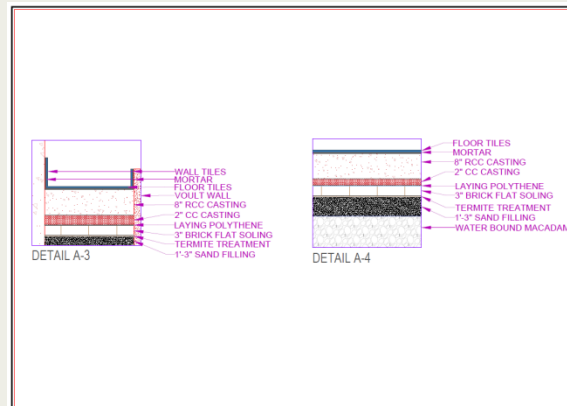 WALL TILES
MORTAR
FLOOR TILES
VOULT WALL
8" RCC CASTING
2" CC CASTING
LAYING POLYTHENE
3" BRICK FLAT SOLING
TERMITE TREATMENT
1'-3" SAND FILLING
DETAIL A-3
FLOOR TILES
MORTAR
8" RCC CASTING
2" CC CASTING
LAYING POLYTHENE
3" BRICK FLAT SOLING
TERMITE TREATMENT
1'-3" SAND FILLING
WATER BOUND MACADAM
DETAIL A-4